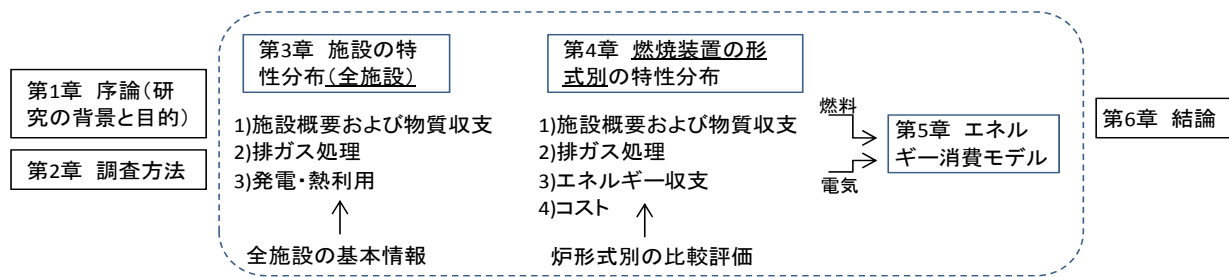 第1章 序論(研
究の背景と目的)
第2章 調査方法
第3章 施設の特
性分布(全施設)
1)施設概要および物質収支
2)排ガス処理
3)発電・熱利用
全施設の基本情報
第4章 燃焼装置の形
式別の特性分布
1)施設概要および物質収支
2)排ガス処理
3)エネルギー収支
4)コスト
炉形式別の比較評価
燃料
電気
第5章 エネル
ギー消費モデル
第6章 結論